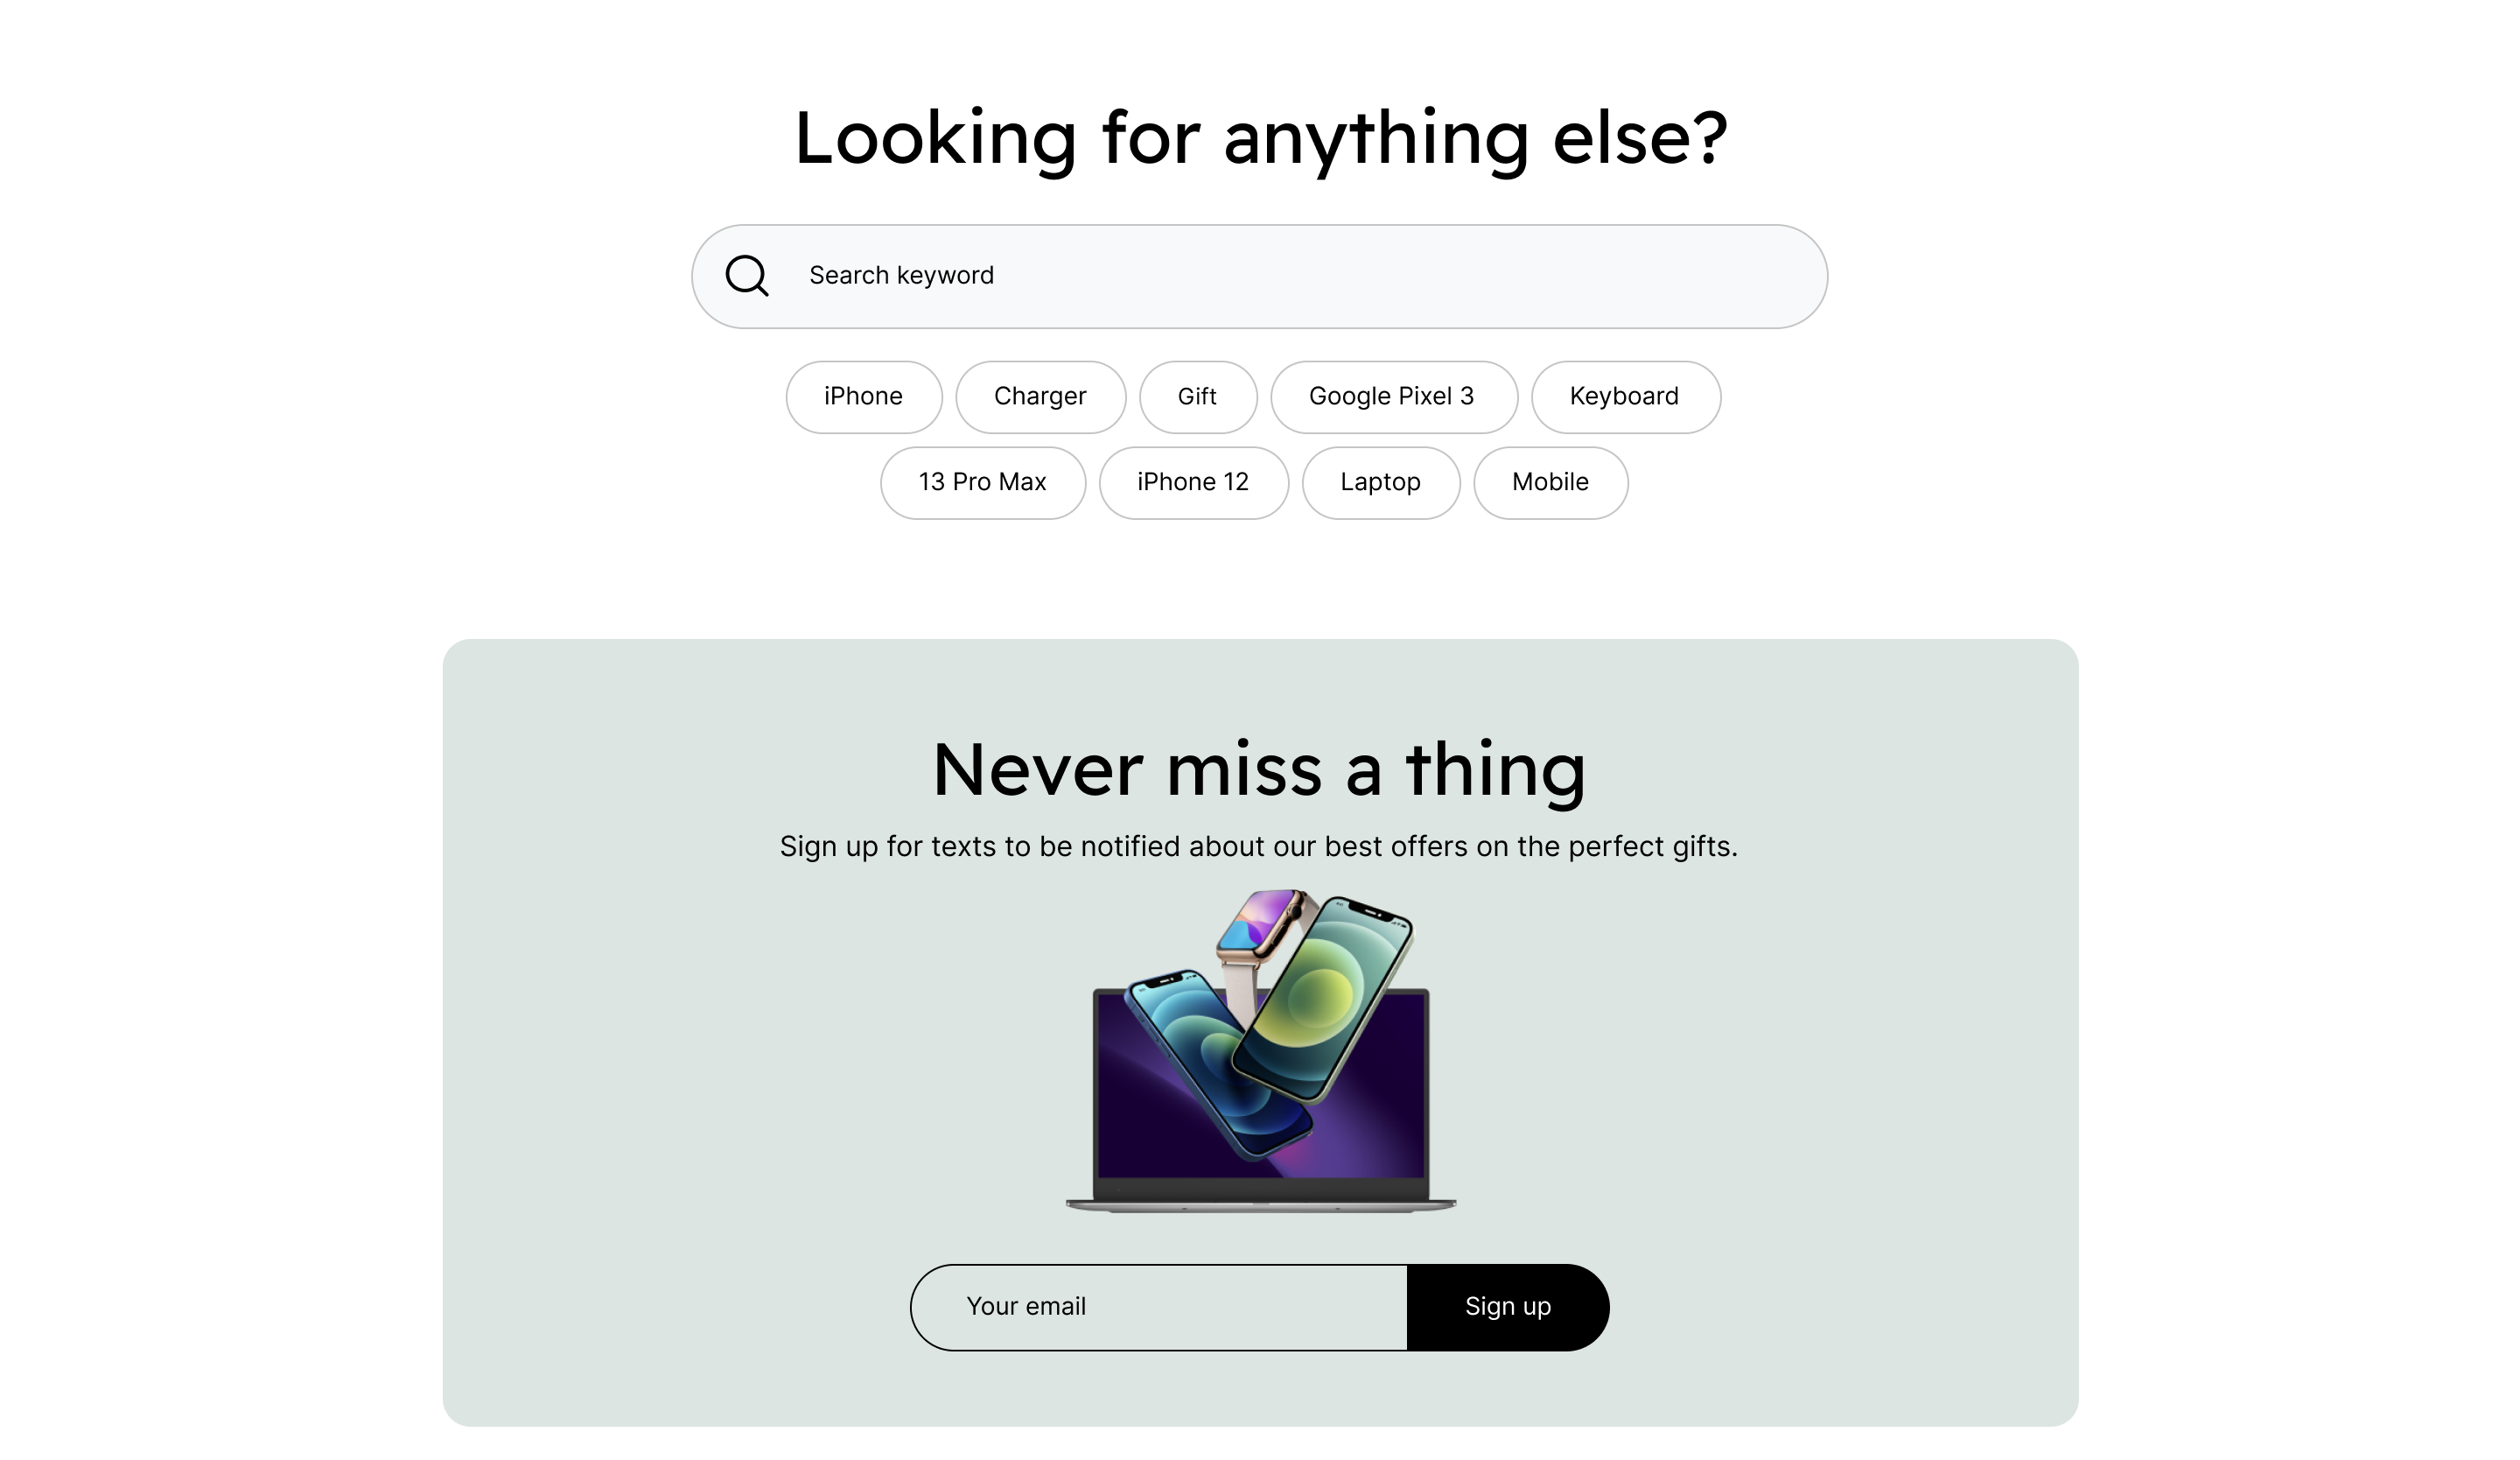 Looking for anything else?
Search keyword
iPhone
Charger
Gift
Google Pixel 3
Keyboard
13 Pro Max
iPhone 12
Laptop
Mobile
Never miss a thing
Sign up for texts to be notified about our best offers on the perfect gifts.
Your email
Sign up